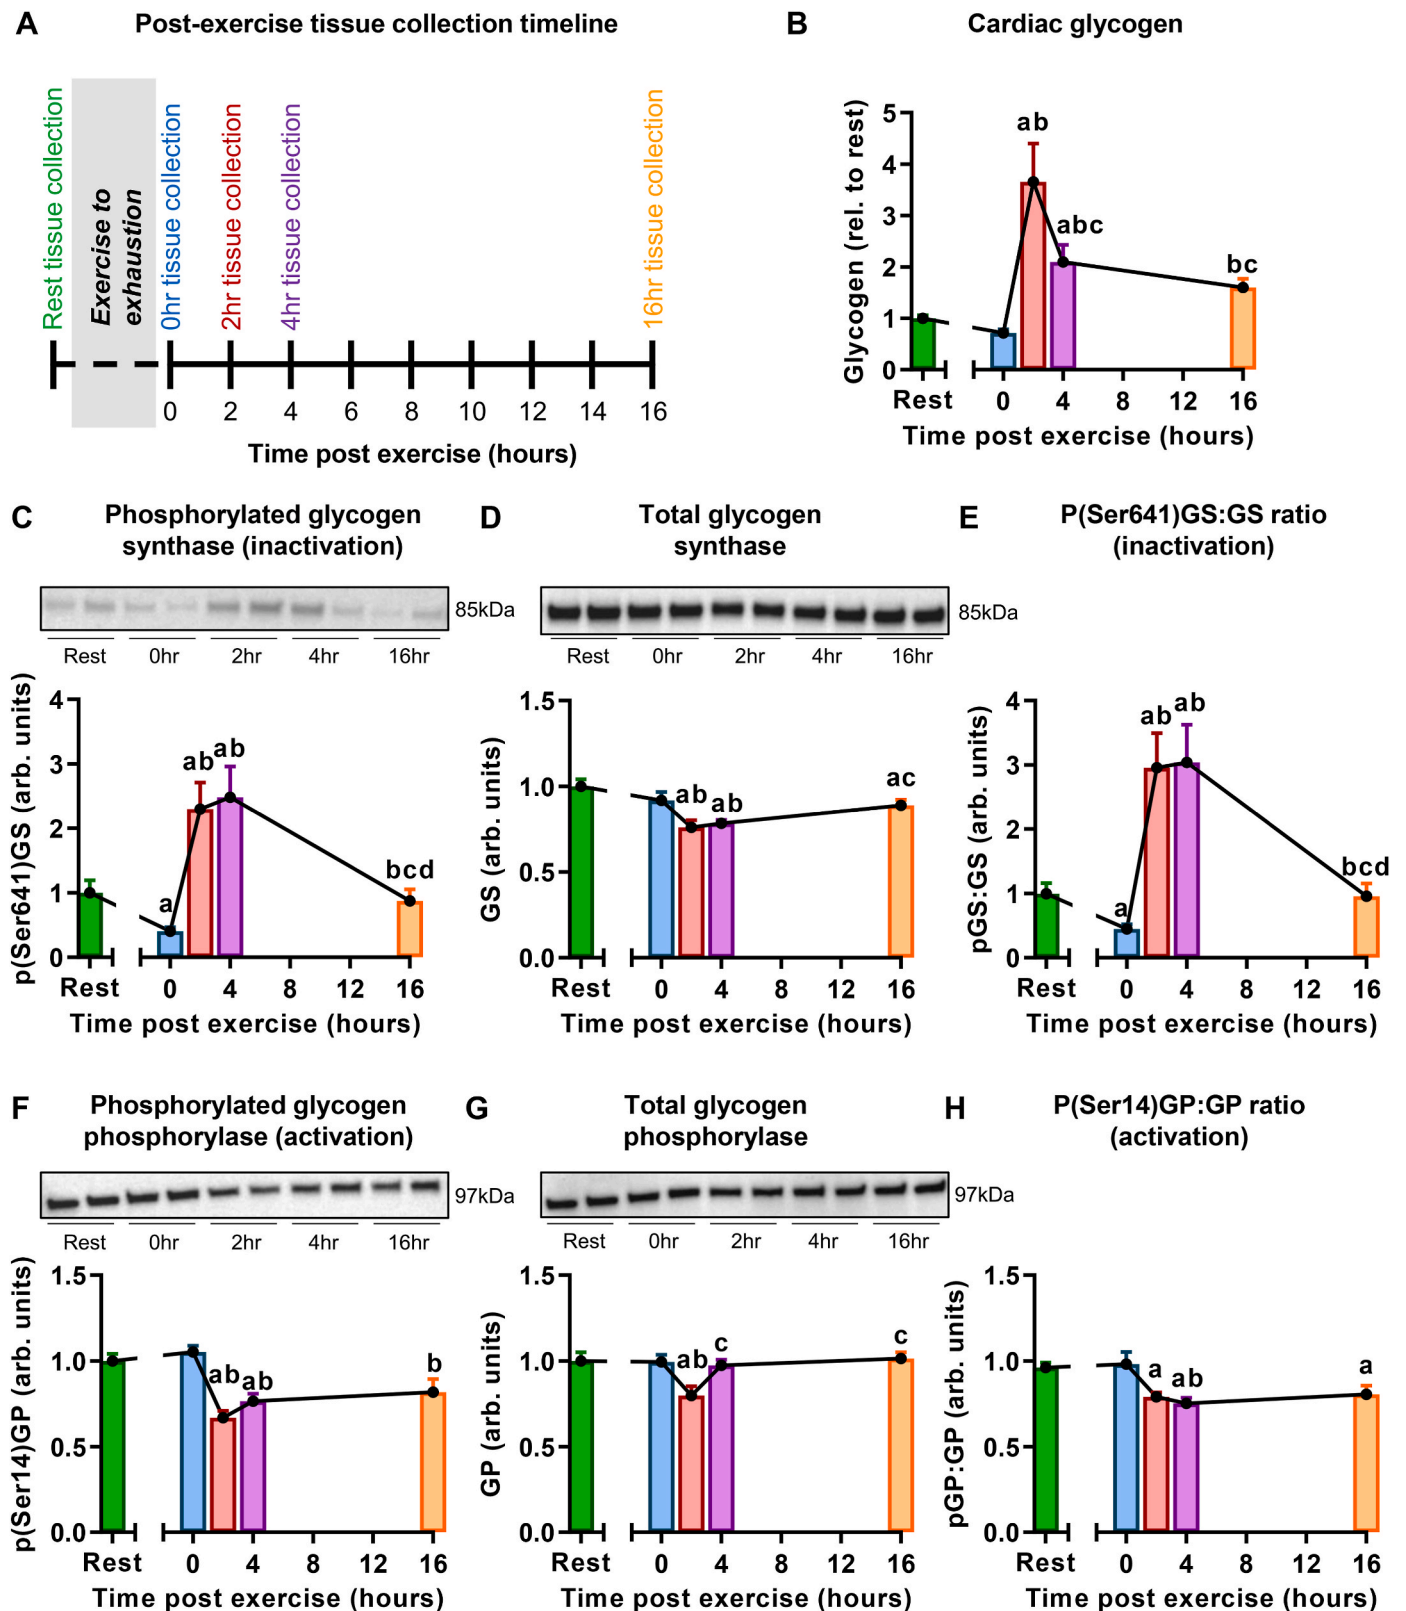 A
Post-exercise tissue collection timeline
Rest tissue collection
Exercise to
exhaustion
0hr tissue collection
2hr tissue collection
4hr tissue collection
16hr tissue collection
0 2 4 6 8 10 12 14 16
Time post exercise (hours)
B
Cardiac glycogen
Glycogen (rel. to rest)
5
4
3
2
1
0
ab
abc
bc
Rest 0 4 8 12 16
Time post exercise (hours)
C
Phosphorylated glycogen
synthase (inactivation)
85kDa
Rest 0hr 2hr 4hr 16hr
p(Ser641)GS (arb. units)
4
3
2
1
0
a
ab
ab
bcd
Rest 0 4 8 12 16
Time post exercise (hours)
D
Total glycogen
synthase
85kDa
Rest 0hr 2hr 4hr 16hr
GS (arb. units)
1.5
1.0
0.5
0.0
ab
ab
ac
Rest 0 4 8 12 16
Time post exercise (hours)
E
P(Ser641)GS:GS ratio
(inactivation)
pGS:GS (arb. units)
4
3
2
1
0
a
ab
ab
bcd
Rest 0 4 8 12 16
Time post exercise (hours)
F
Phosphorylated glycogen
phosphorylase (activation)
97kDa
Rest 0hr 2hr 4hr 16hr
p(Ser14)GP (arb. units)
1.5
1.0
0.5
0.0
ab
ab
b
Rest 0 4 8 12 16
Time post exercise (hours)
G
Total glycogen
phosphorylase
97kDa
Rest 0hr 2hr 4hr 16hr
GP (arb. units)
1.5
1.0
0.5
0.0
ab
c
c
Rest 0 4 8 12 16
Time post exercise (hours)
H
P(Ser14)GP:GP ratio
(activation)
pGP:GP (arb. units)
1.5
1.0
0.5
0.0
a
ab
a
Rest 0 4 8 12 16
Time post exercise (hours)